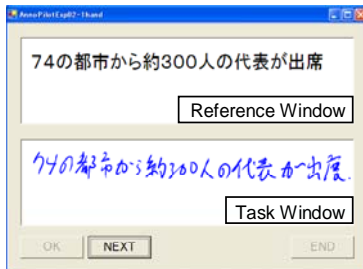 AnnoPilotExp02 - 1hand
74の都市から約300人の代表が出席
Reference Window
74の都市から約300人の代表が出度.
Task Window
OK NEXT END